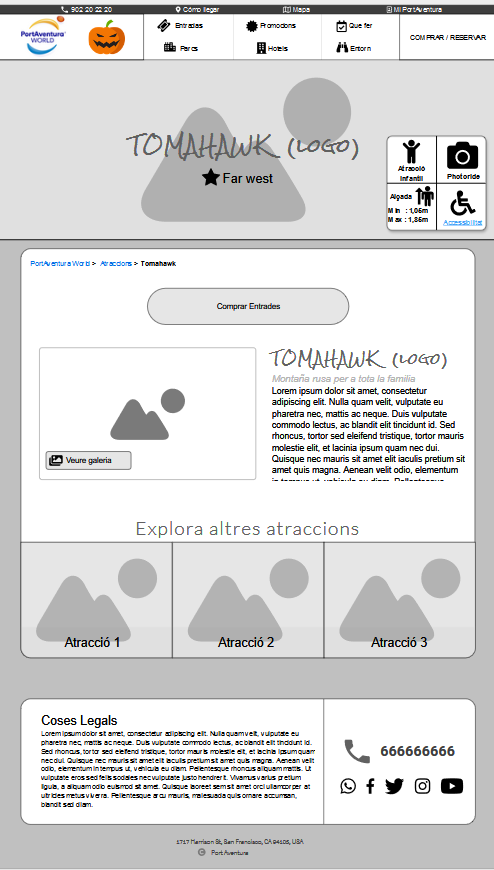 902 20 22 20
Cómo llegar
Mapa
Mi PortAventura
PortAventura
WORLD
Entradas
Promocions
Que fer
Parcs
Hotels
Entorn
COMPRAR / RESERVAR
TOMAHAWK (LOGO)
Far west
Atracció
infantil
Photoride
Alçada
Min : 1,05m
Max : 1,85m
Accessibilitat
PortAventura World > Atraccions > Tomahawk
Comprar Entrades
TOMAHAWK (LOGO)
Montaña rusa per a tota la familia
Lorem ipsum dolor sit amet, consectetur
adipiscing elit. Nulla quam velit, vulputate eu
pharetra nec, mattis ac neque. Duis vulputate
commodo lectus, ac blandit elit tincidunt id. Sed
rhoncus, tortor sed eleifend tristique, tortor mauris
molestie elit, et lacinia ipsum quam nec dui.
Quisque nec mauris sit amet elit iaculis pretium sit
amet quis magna. Aenean velit odio, elementum
in tempus ut, vehicula eu diam. Pellentesque
Veure galeria
Explora altres atraccions
Atracció 1
Atracció 2
Atracció 3
Coses Legals
Lorem ipsum dolor sit amet, consectetur adipiscing elit. Nulla quam velit, vulputate eu
pharetra nec, mattis ac neque. Duis vulputate commodo lectus, ac blandit elit tincidunt id.
Sed rhoncus, tortor sed eleifend tristique, tortor mauris molestie elit, et lacinia ipsum quam
nec dui. Quisque nec mauris sit amet elit iaculis pretium sit amet quis magna. Aenean velit
odio, elementum in tempus ut, vehicula eu diam. Pellentesque rhoncus aliquam mattis. Ut
vulputate eros sed felis sodales nec vulputate justo hendrerit. Vivamus varius pretium
ligula, a aliquam odio euismod sit amet. Quisque laoreet sem sit amet orci ullamcorper at
ultricies metus viverra. Pellentesque arcu mauris, malesuada quis ornare accumsan,
blandit sed diam.
666666666
1717 Harrison St, San Francisco, CA 94103, USA
© Port Aventura